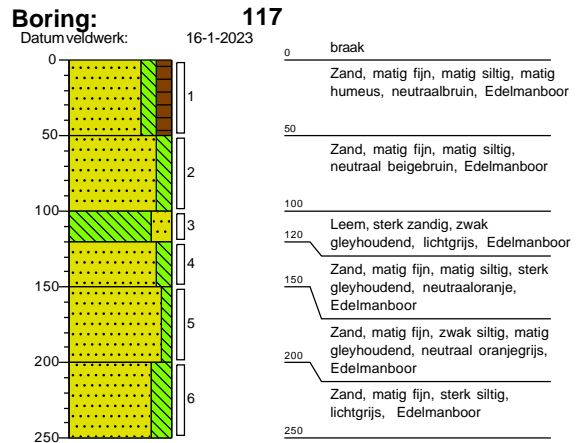 Boring: 117
Datum veldwerk: 16-1-2023
0
50
100
150
200
250
1
2
3
4
5
6
0 braak
Zand, matig fijn, matig siltig, matig
humeus, neutraalbruin, Edelmanboor
50
Zand, matig fijn, matig siltig,
neutraal beigebruin, Edelmanboor
100
Leem, sterk zandig, zwak
gleyhoudend, lichtgrijs, Edelmanboor
120
Zand, matig fijn, matig siltig, sterk
gleyhoudend, neutraaloranje,
Edelmanboor
150
Zand, matig fijn, zwak siltig, matig
gleyhoudend, neutraal oranjegrijs,
Edelmanboor
200
Zand, matig fijn, sterk siltig,
lichtgrijs, Edelmanboor
250